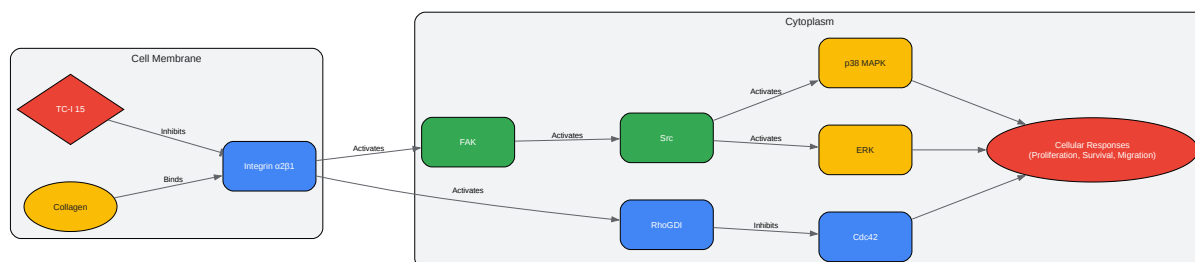 Cytoplasm
Cell Membrane
p38 MAPK
TC-I 15
Activates
Inhibits
FAK
Activates
Src
Activates
ERK
Cellular Responses
(Proliferation, Survival, Migration)
Activates
Integrin α2β1
Binds
Activates
Collagen
RhoGDI
Inhibits
Cdc42